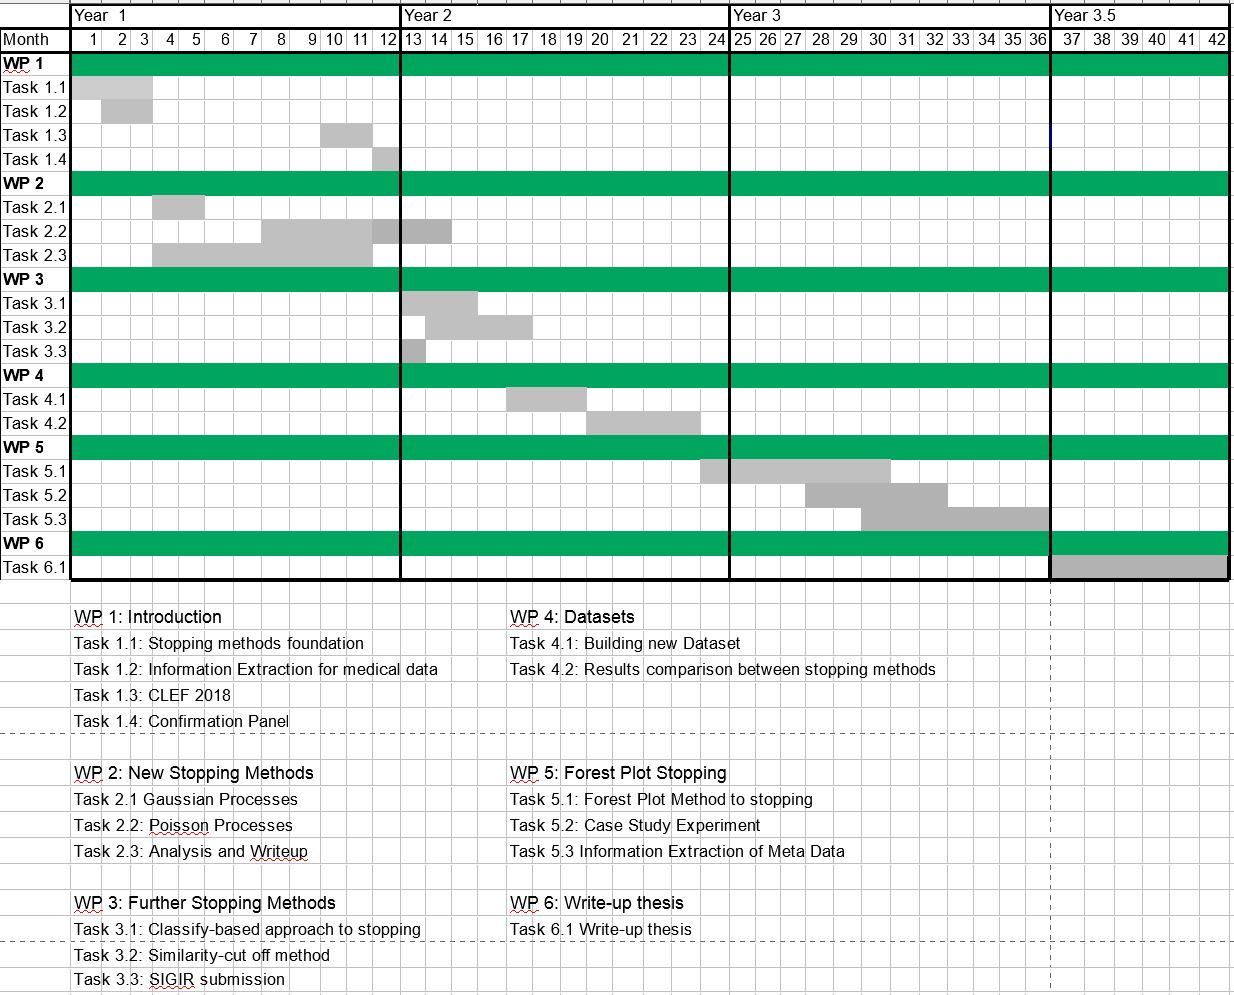 Year 1 Year 2 Year 3 Year 3.5
Month 1 2 3 4 5 6 7 8 9 10 11 12 13 14 15 16 17 18 19 20 21 22 23 24 25 26 27 28 29 30 31 32 33 34 35 36 37 38 39 40 41 42
WP 1
Task 1.1
Task 1.2
Task 1.3
Task 1.4
WP 2
Task 2.1
Task 2.2
Task 2.3
WP 3
Task 3.1
Task 3.2
Task 3.3
WP 4
Task 4.1
Task 4.2
WP 5
Task 5.1
Task 5.2
Task 5.3
WP 6
Task 6.1
WP 1: Introduction
Task 1.1: Stopping methods foundation
Task 1.2: Information Extraction for medical data
Task 1.3: CLEF 2018
Task 1.4: Confirmation Panel
WP 4: Datasets
Task 4.1: Building new Dataset
Task 4.2: Results comparison between stopping methods
WP 2: New Stopping Methods
Task 2.1 Gaussian Processes
Task 2.2: Poisson Processes
Task 2.3: Analysis and Writeup
WP 5: Forest Plot Stopping
Task 5.1: Forest Plot Method to stopping
Task 5.2: Case Study Experiment
Task 5.3 Information Extraction of Meta Data
WP 3: Further Stopping Methods
Task 3.1: Classify-based approach to stopping
Task 3.2: Similarity-cut off method
Task 3.3: SIGIR submission
WP 6: Write-up thesis
Task 6.1 Write-up thesis